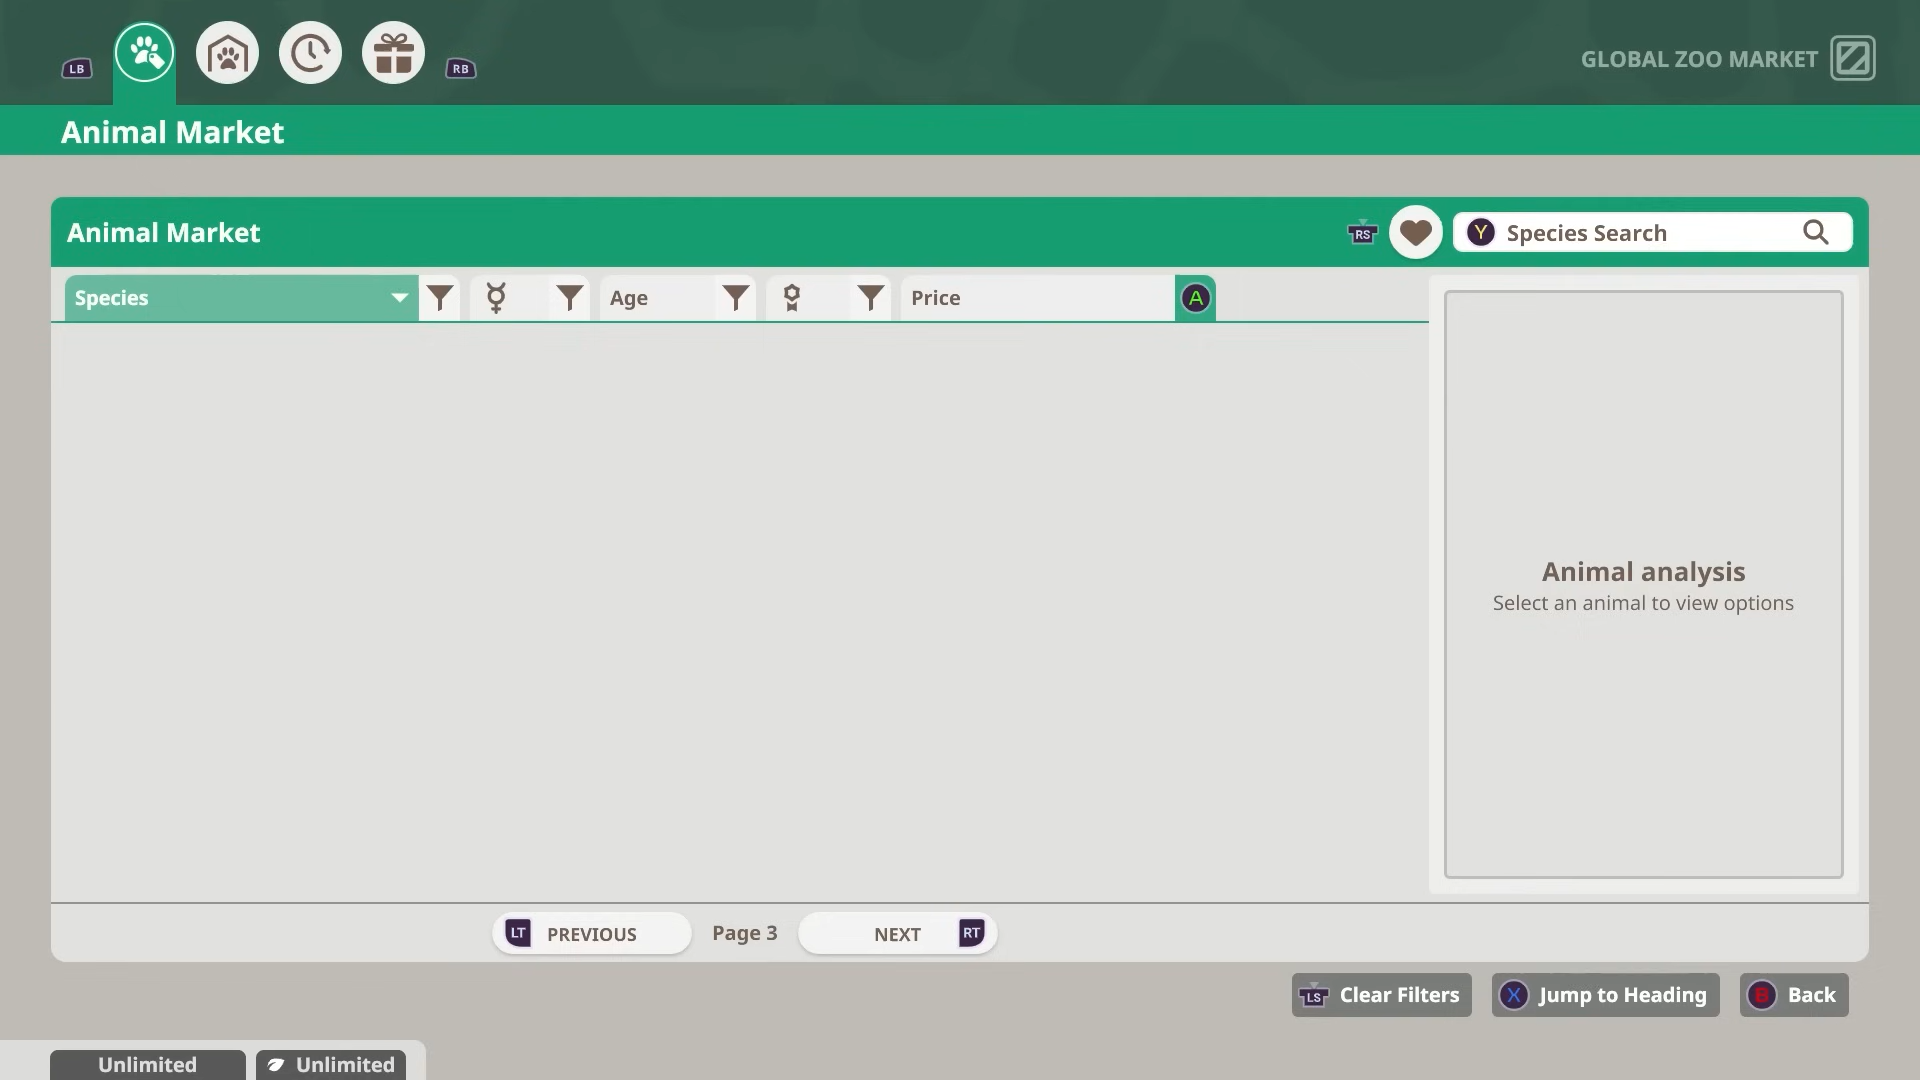 LB
RB
GLOBAL ZOO MARKET
Animal Market
Animal Market
RS
Y Species Search
Species
Age
Price
A
Animal analysis
Select an animal to view options
LT PREVIOUS
Page 3
NEXT RT
LS Clear Filters
X Jump to Heading
B Back
Unlimited
Unlimited